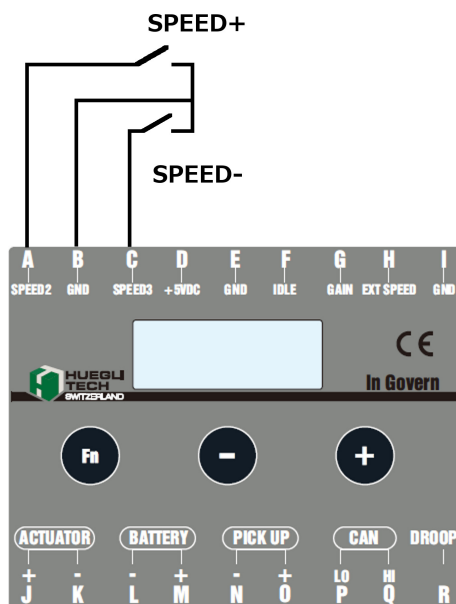 SPEED+
SPEED-
A B C D E F G H I
SPEED2 GND SPEED3 +5VDC GND IDLE GAIN EXT SPEED GND
CE
HUEGLI
TECH
SWITZERLAND
In Govern
Fn - +
ACTUATOR BATTERY PICK UP CAN DROOP
+ - - + - + LO HI
J K L M N O P Q R